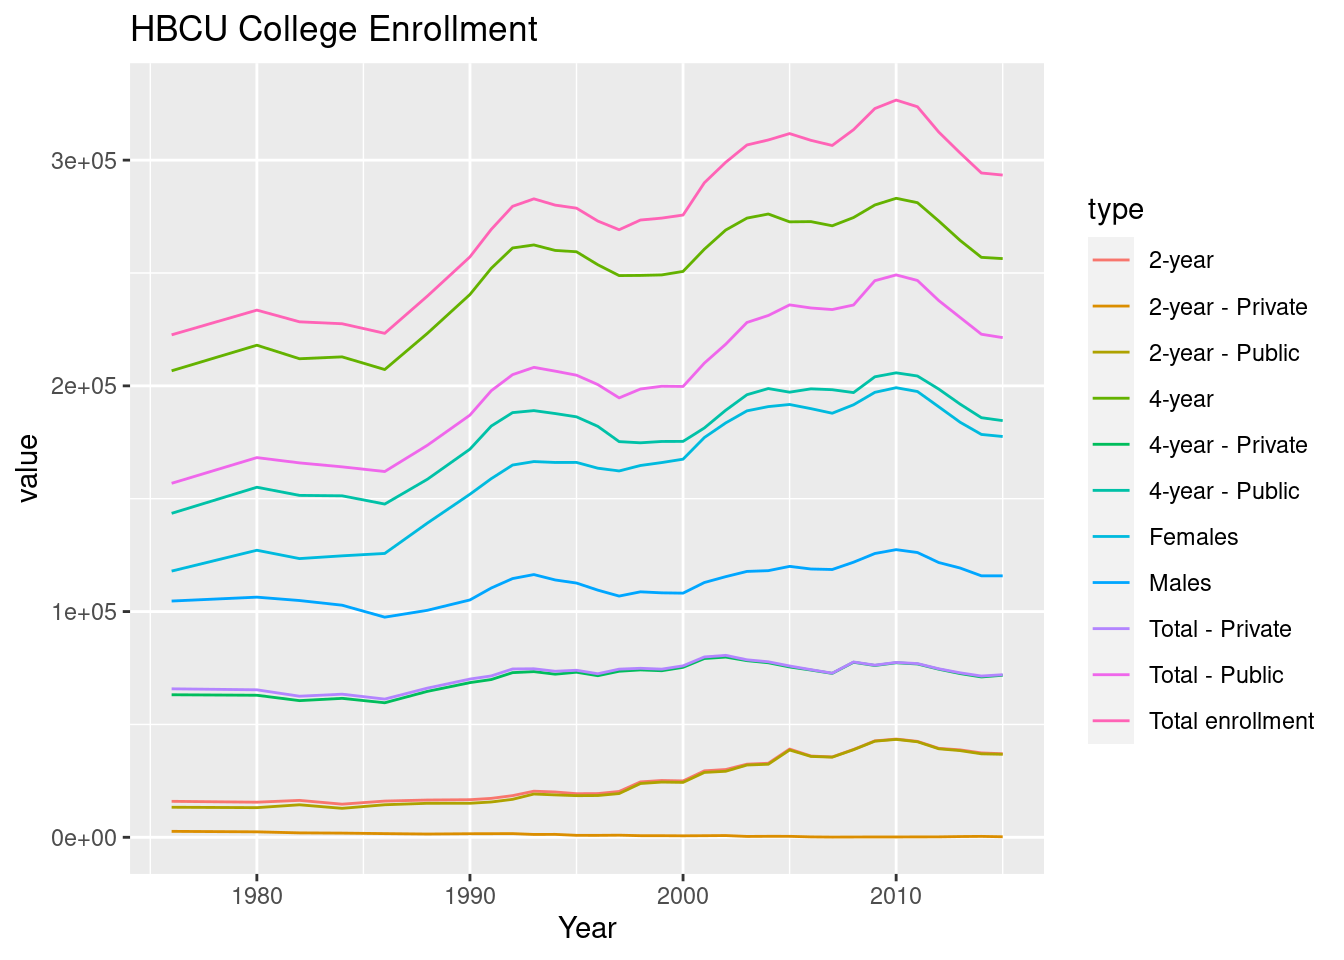 HBCU College Enrollment
3e+05
2e+05
1e+05
0e+00
value
1980 1990 2000 2010
Year
type
2-year
2-year - Private
2-year - Public
4-year
4-year - Private
4-year - Public
Females
Males
Total - Private
Total - Public
Total enrollment